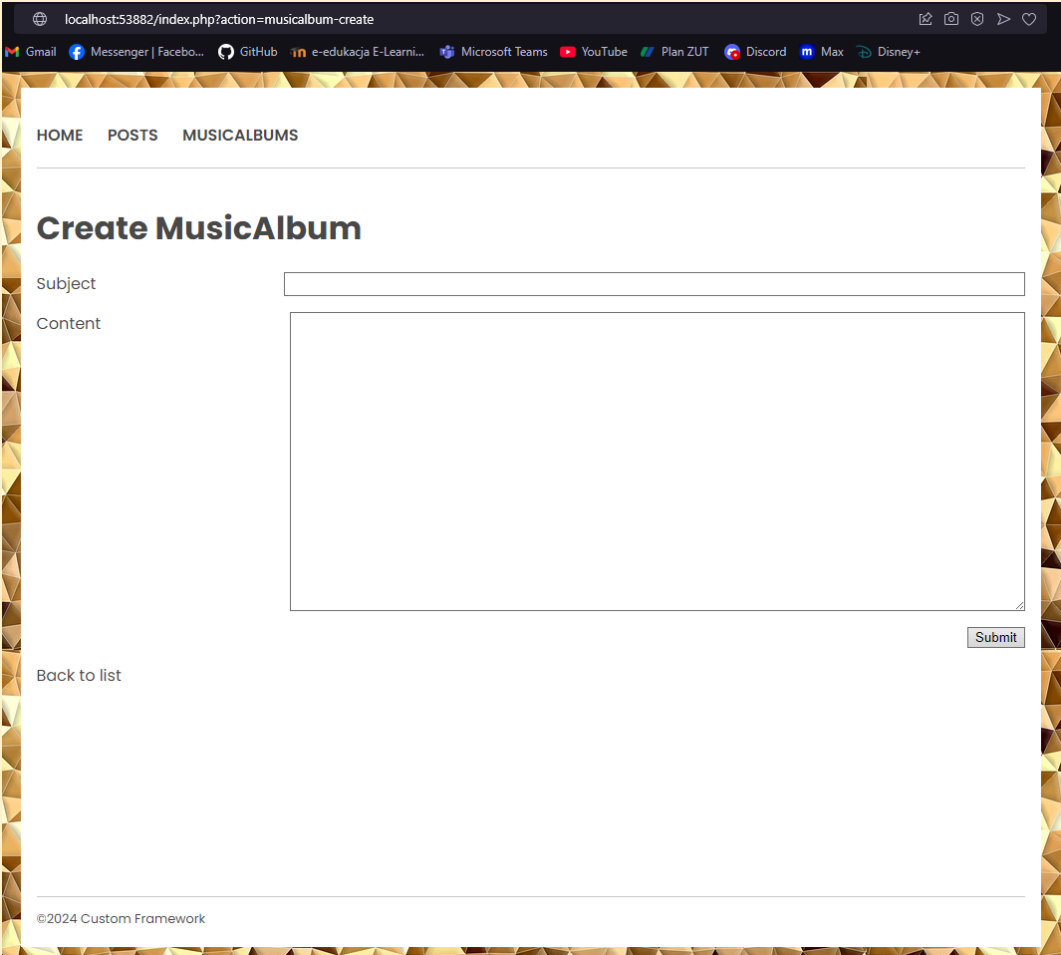 localhost:53882/index.php?action=musicalbum-create
Gmail Messenger | Facebo... GitHub e-edukacja E-Learni... Microsoft Teams YouTube Plan ZUT Discord Max Disney+
HOME POSTS MUSICALBUMS
Create MusicAlbum
Subject
Content
Submit
Back to list
©2024 Custom Framework